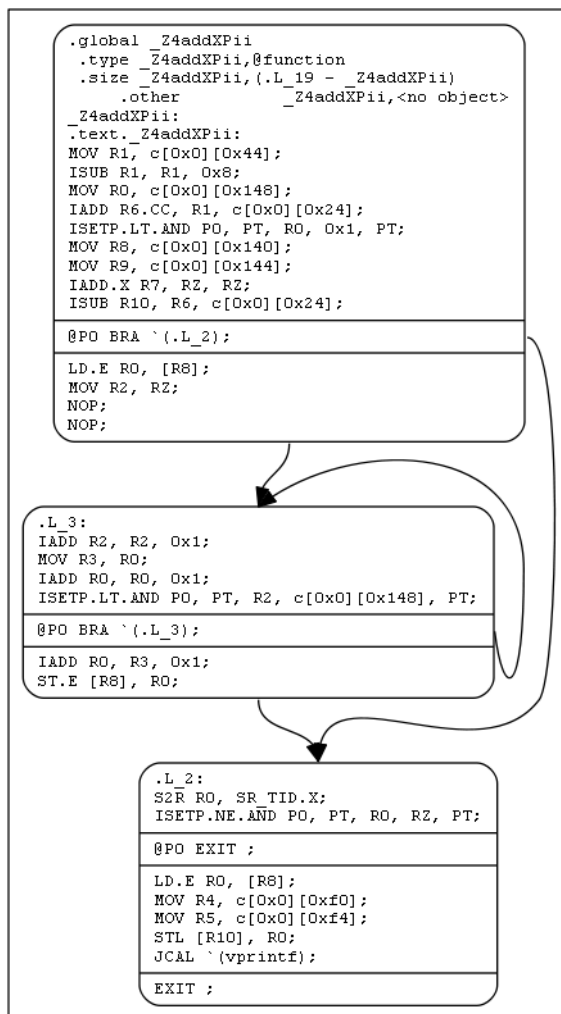 .global _Z4addXPii
.type _Z4addXPii,@function
.size _Z4addXPii,(.L_19 - _Z4addXPii)
.other _Z4addXPii,<no object>
_Z4addXPii:
.text._Z4addXPii:
MOV R1, c[0x0][0x44];
ISUB R1, R1, 0x8;
MOV R0, c[0x0][0x148];
IADD R6.CC, R1, c[0x0][0x24];
ISETP.LT.AND P0, PT, R0, 0x1, PT;
MOV R8, c[0x0][0x140];
MOV R9, c[0x0][0x144];
IADD.X R7, RZ, RZ;
ISUB R10, R6, c[0x0][0x24];
@P0 BRA `(.L_2);
LD.E R0, [R8];
MOV R2, RZ;
NOP;
NOP;
.L_3:
IADD R2, R2, 0x1;
MOV R3, R0;
IADD R0, R0, 0x1;
ISETP.LT.AND P0, PT, R2, c[0x0][0x148], PT;
@P0 BRA `(.L_3);
IADD R0, R3, 0x1;
ST.E [R8], R0;
.L_2:
S2R R0, SR_TID.X;
ISETP.NE.AND P0, PT, R0, RZ, PT;
@P0 EXIT ;
LD.E R0, [R8];
MOV R4, c[0x0][0xf0];
MOV R5, c[0x0][0xf4];
STL [R10], R0;
JCAL `(vprintf);
EXIT ;